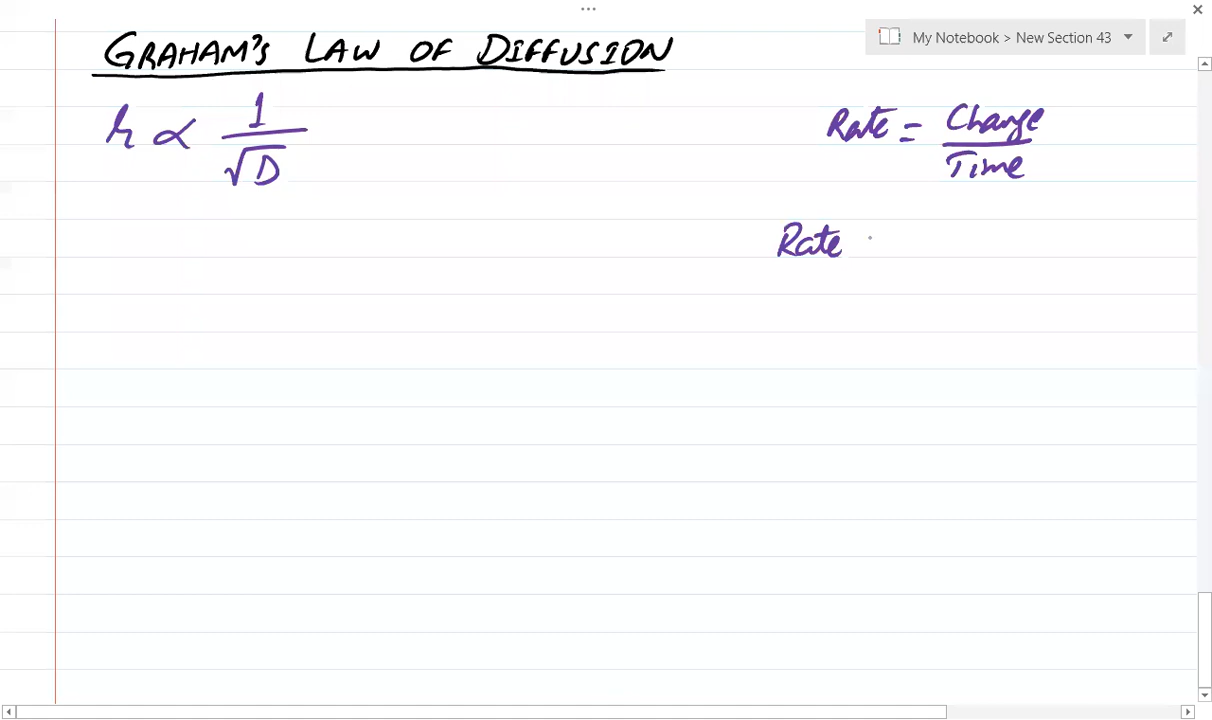 GRAHAM'S LAW OF DIFFUSION
My Notebook > New Section 43
r ∝ 1/√D
Rate = Change/Time
Rate